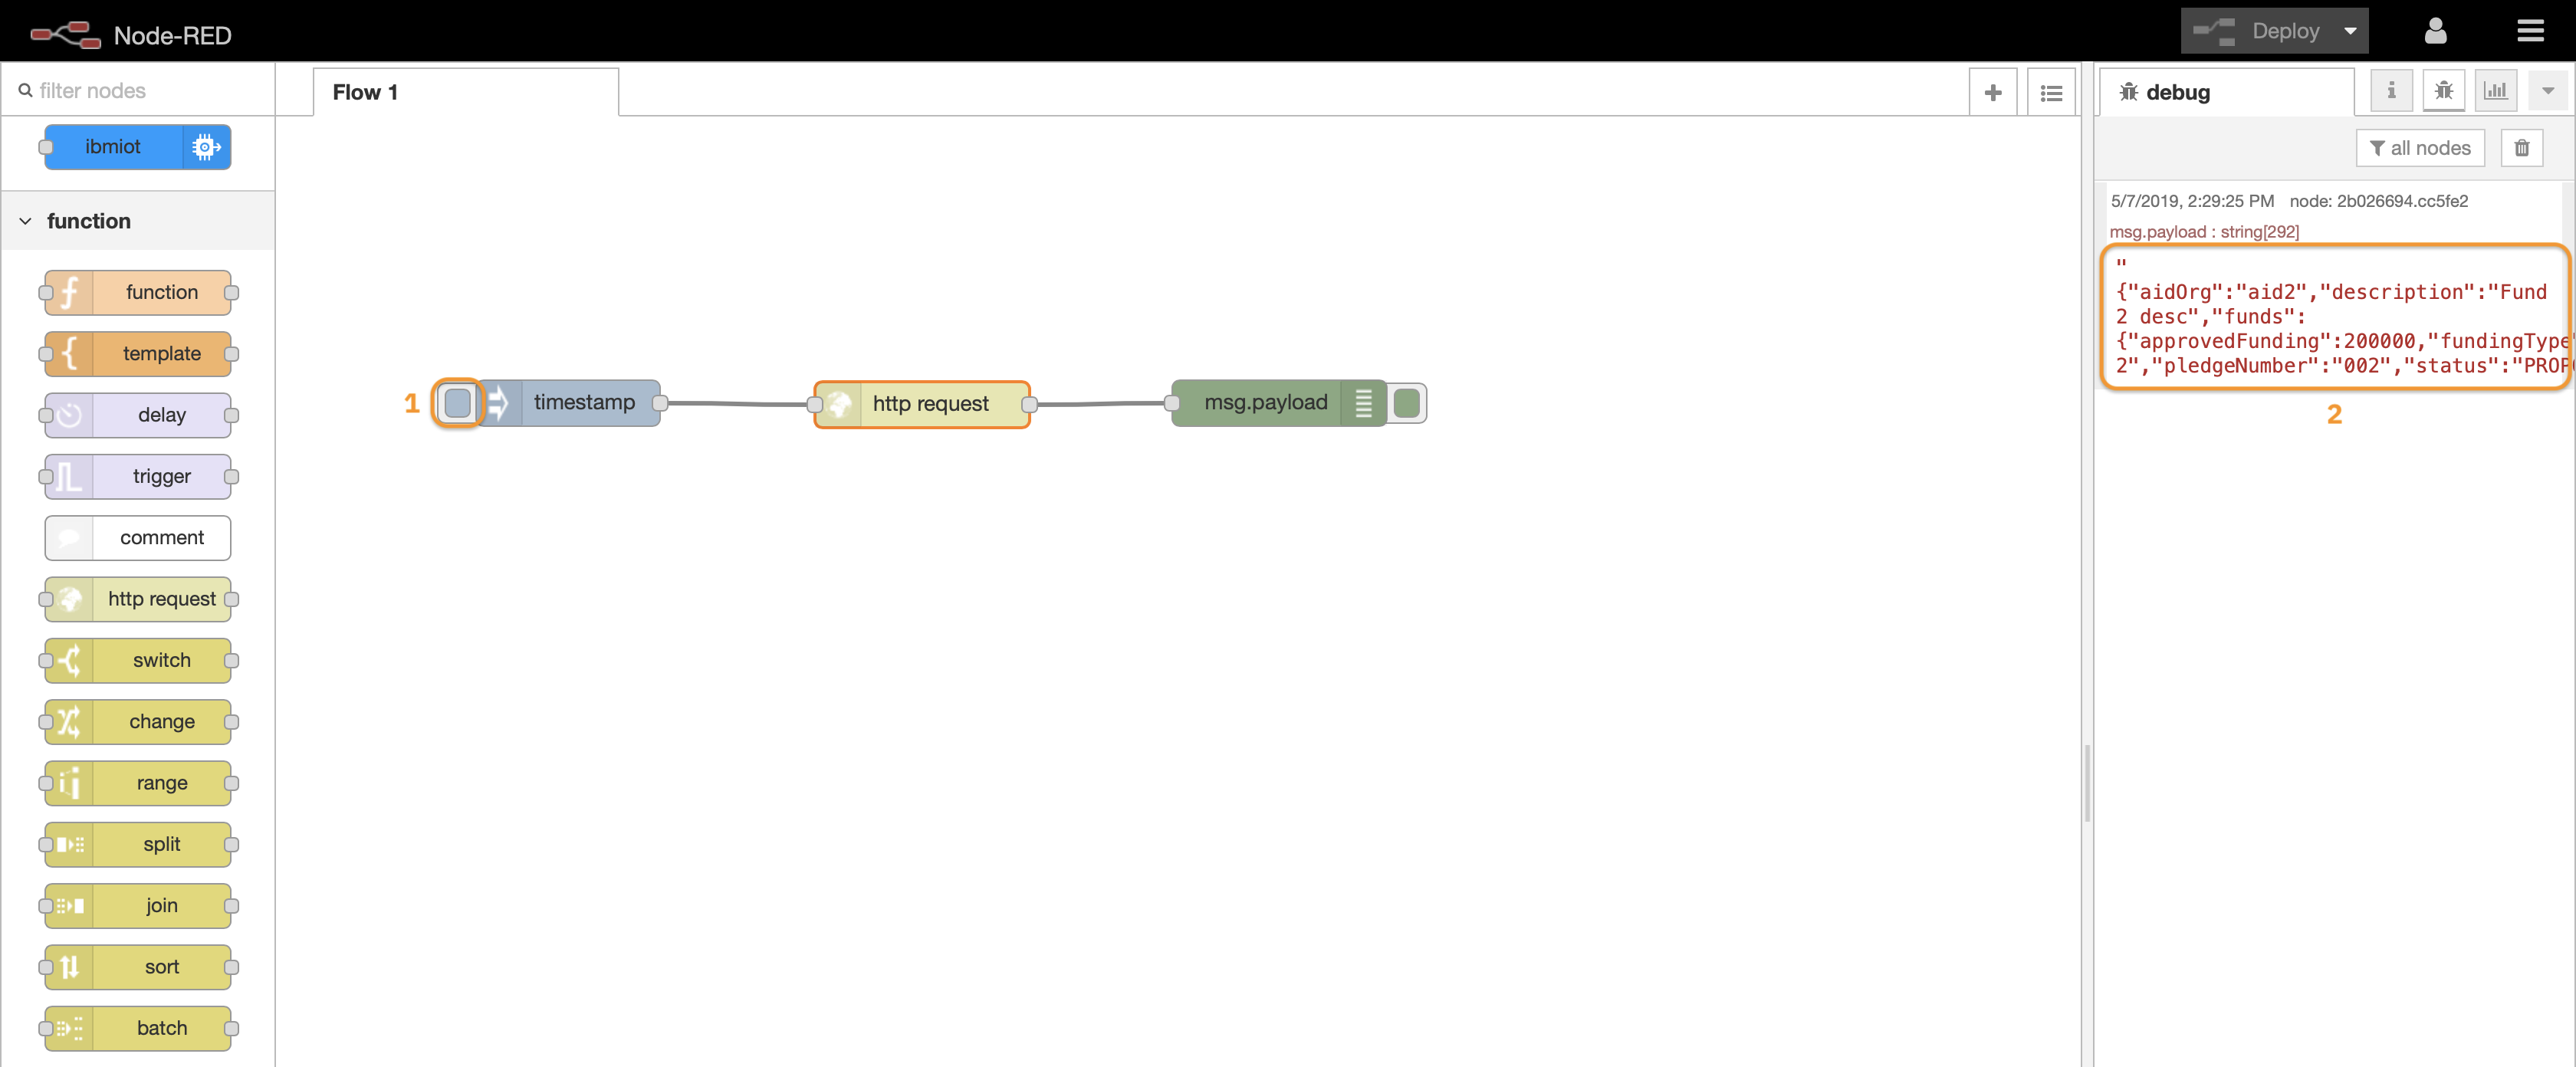 Node-RED
Deploy
filter nodes
ibmiot
function
function
template
delay
trigger
comment
http request
switch
change
range
split
join
sort
batch
Flow 1
1
timestamp
http request
msg.payload
debug
all nodes
5/7/2019, 2:29:25 PM node: 2b026694.cc5fe2
msg.payload : string[292]
"
{"aidOrg":"aid2","description":"Fund
2 desc","funds":
{"approvedFunding":200000,"fundingType"
2","pledgeNumber":"002","status":"PROP
2